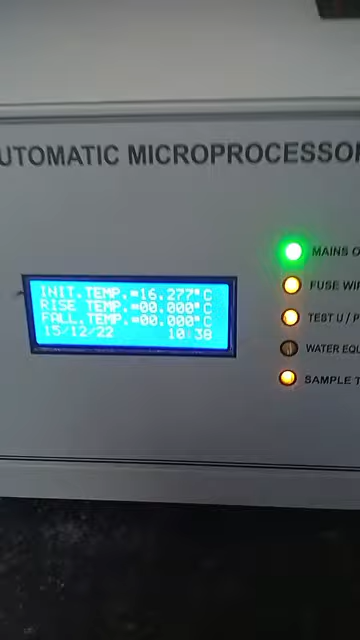 UTOMATIC MICROPROCESSOR
INIT.TEMP.=16.277°C
RISE TEMP.=00.000°C
FALL.TEMP.=00.000°C
15/12/22 10:38
MAINS O
FUSE WIR
TEST U / P
WATER EQU
SAMPLE T